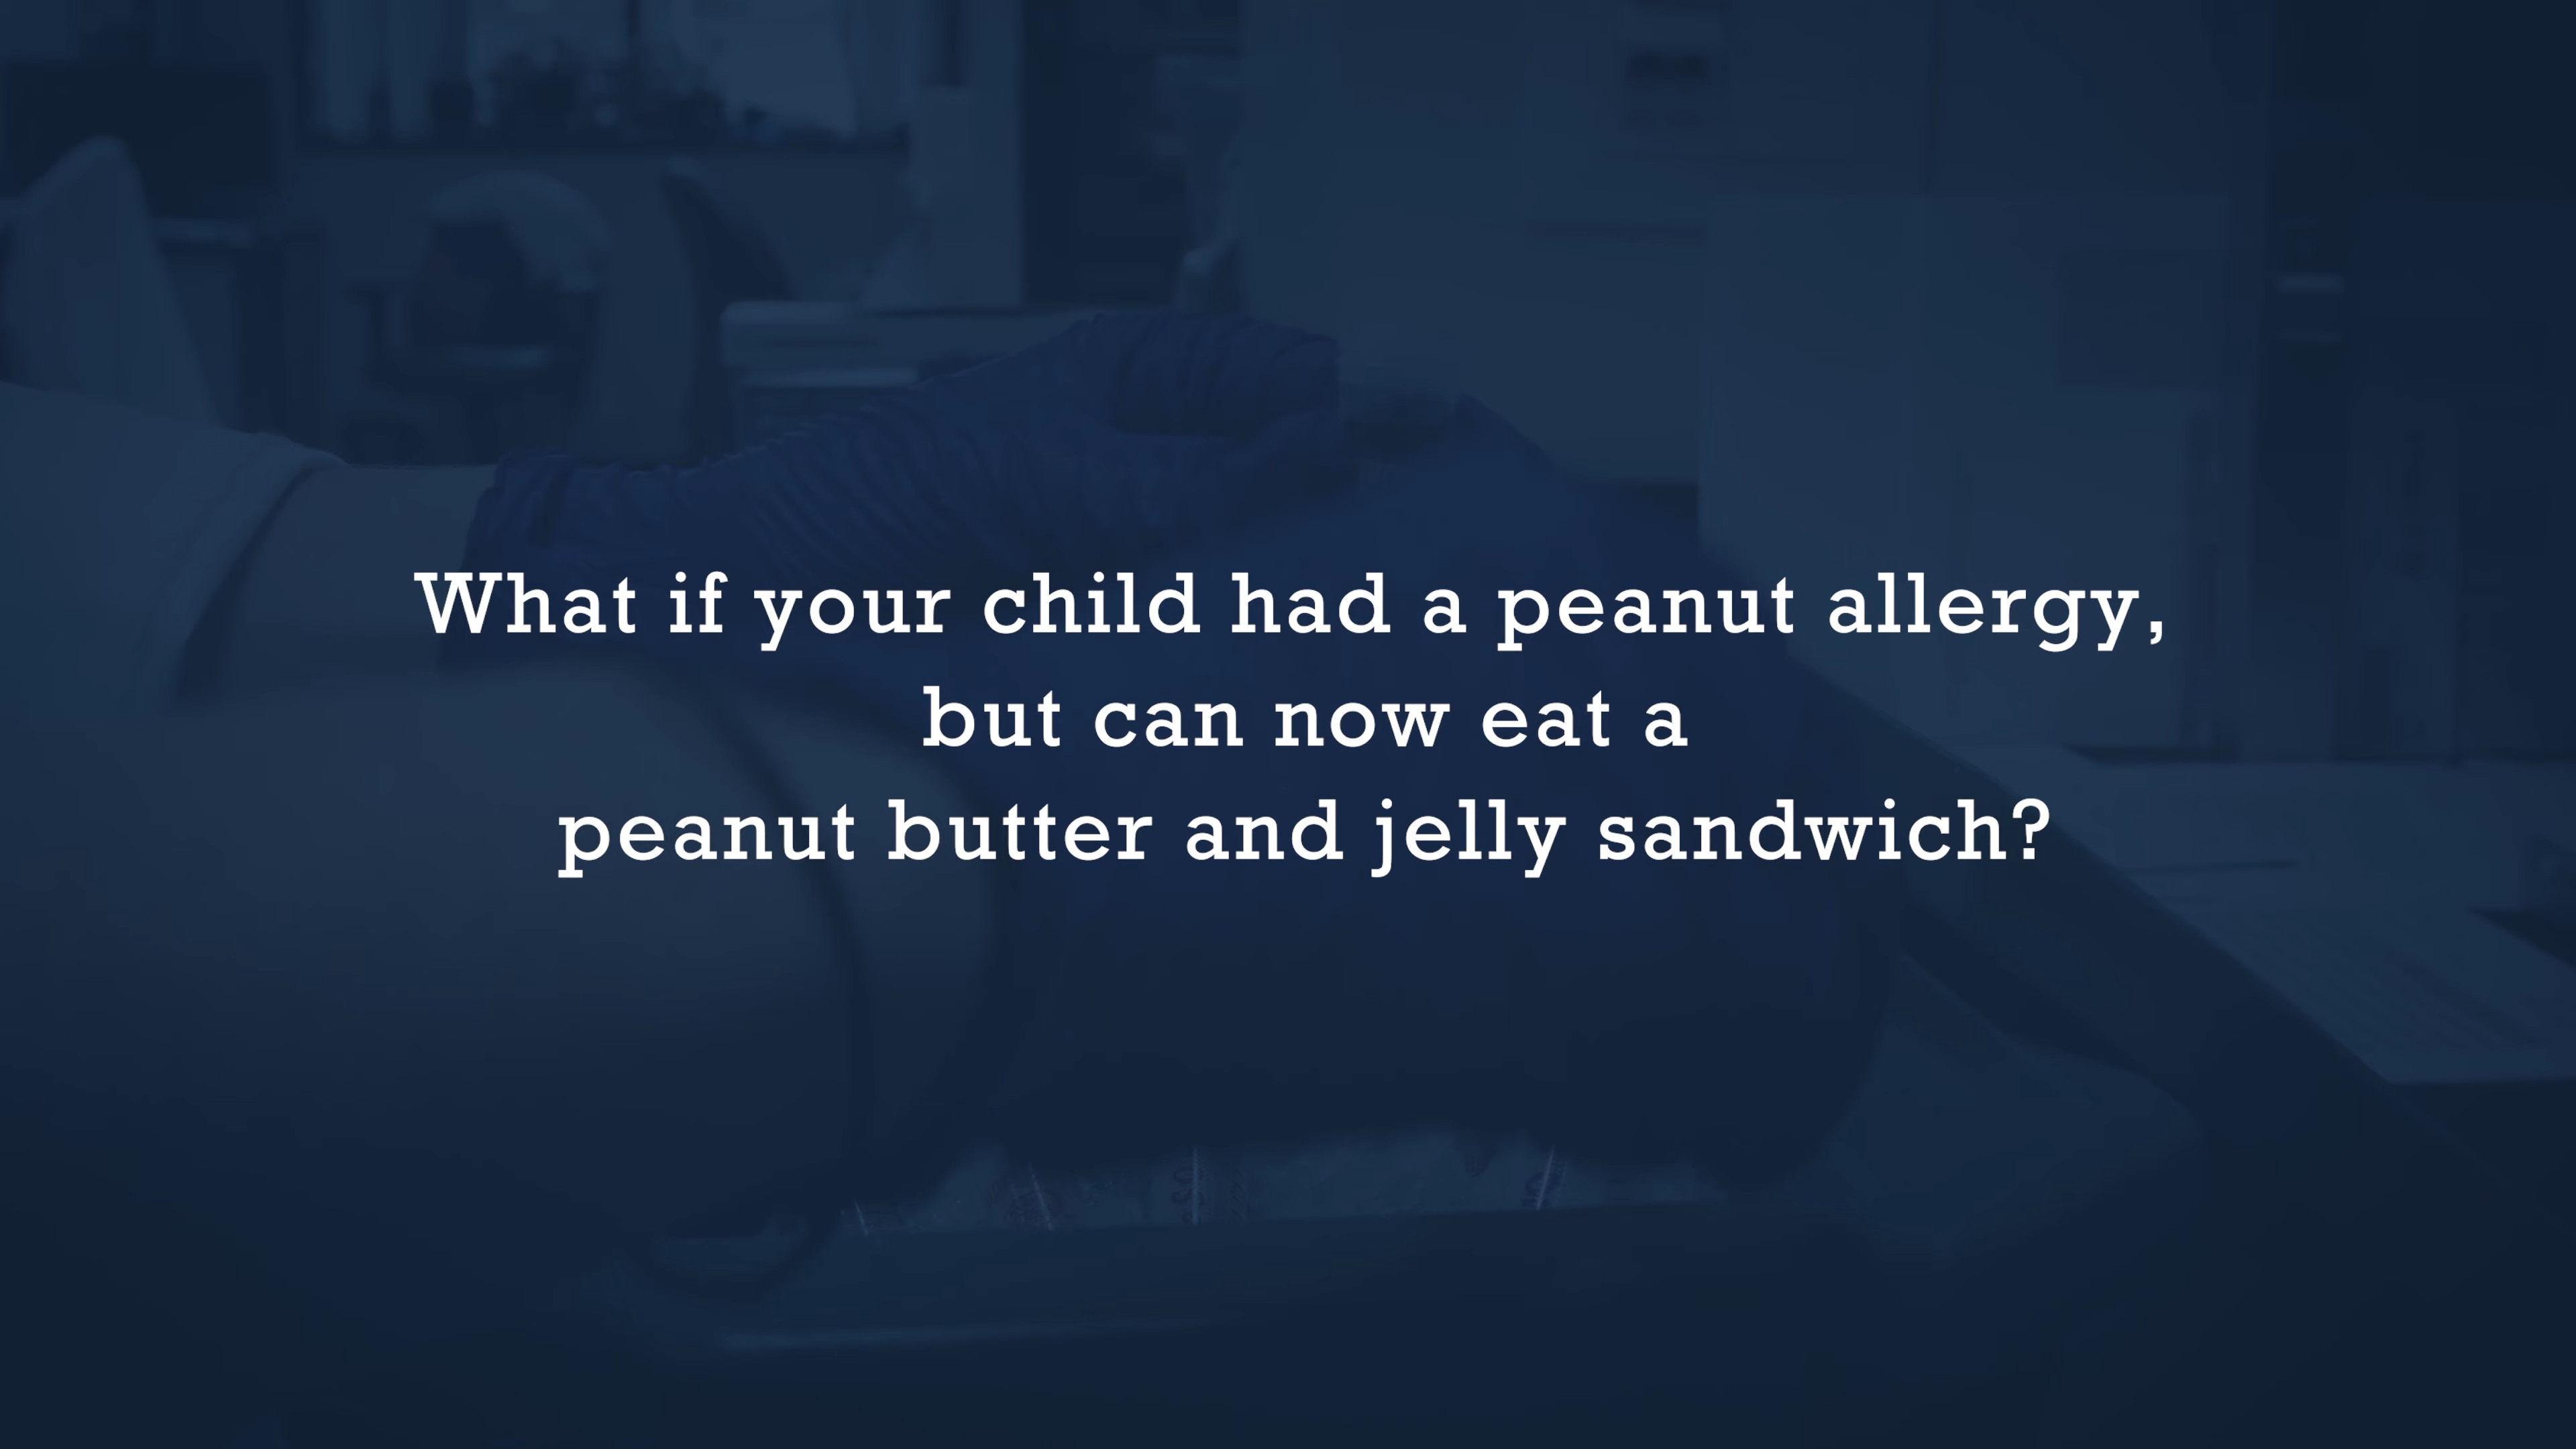 What if your child had a peanut allergy,
but can now eat a
peanut butter and jelly sandwich?